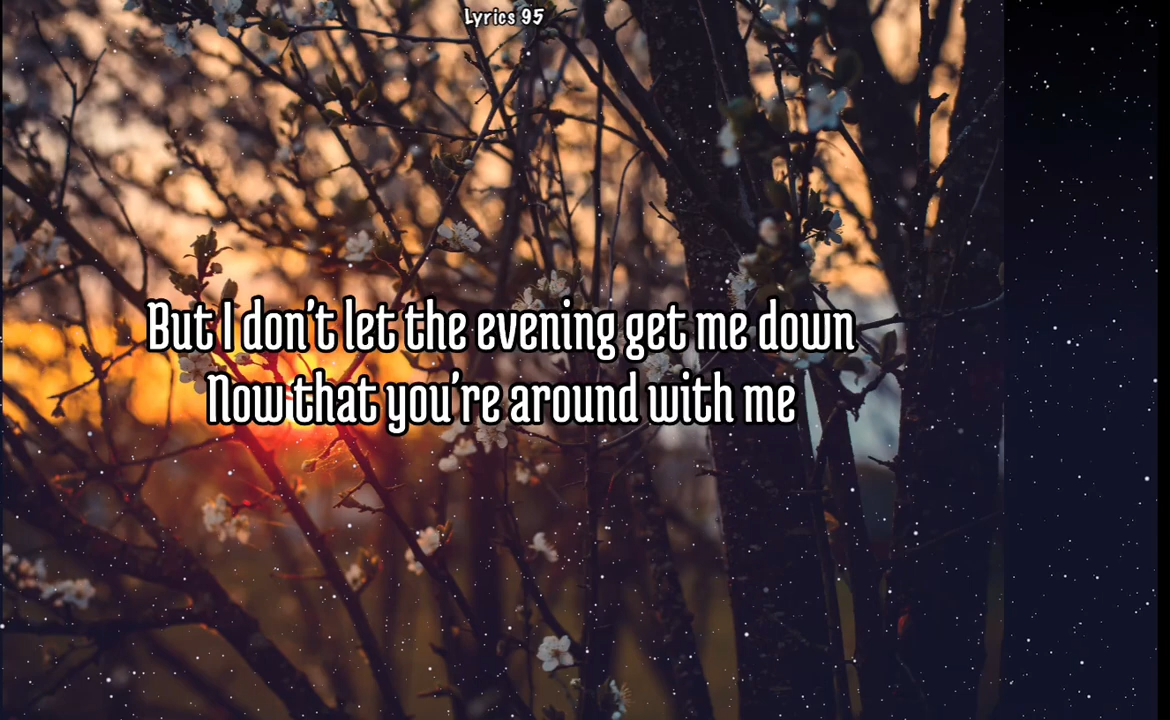 Lyrics 95
But I don't let the evening get me down
Now that you're around with me